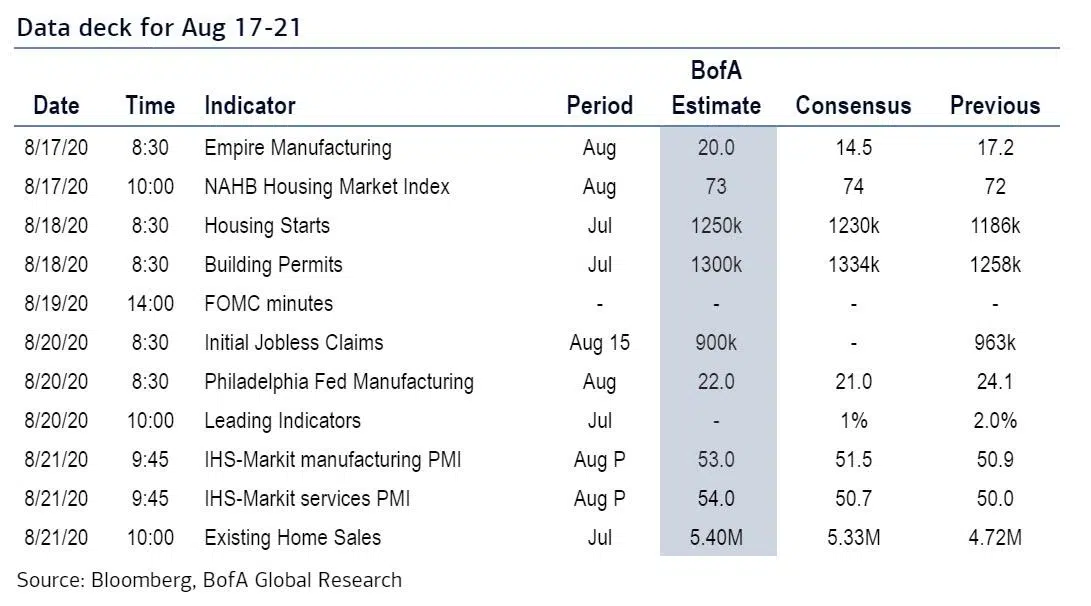 Data deck for Aug 17-21
BofA
Date Time Indicator Period Estimate Consensus Previous
8/17/20 8:30 Empire Manufacturing Aug 20.0 14.5 17.2
8/17/20 10:00 NAHB Housing Market Index Aug 73 74 72
8/18/20 8:30 Housing Starts Jul 1250k 1230k 1186k
8/18/20 8:30 Building Permits Jul 1300k 1334k 1258k
8/19/20 14:00 FOMC minutes - - - -
8/20/20 8:30 Initial Jobless Claims Aug 15 900k - 963k
8/20/20 8:30 Philadelphia Fed Manufacturing Aug 22.0 21.0 24.1
8/20/20 10:00 Leading Indicators Jul - 1% 2.0%
8/21/20 9:45 IHS-Markit manufacturing PMI Aug P 53.0 51.5 50.9
8/21/20 9:45 IHS-Markit services PMI Aug P 54.0 50.7 50.0
8/21/20 10:00 Existing Home Sales Jul 5.40M 5.33M 4.72M
Source: Bloomberg, BofA Global Research